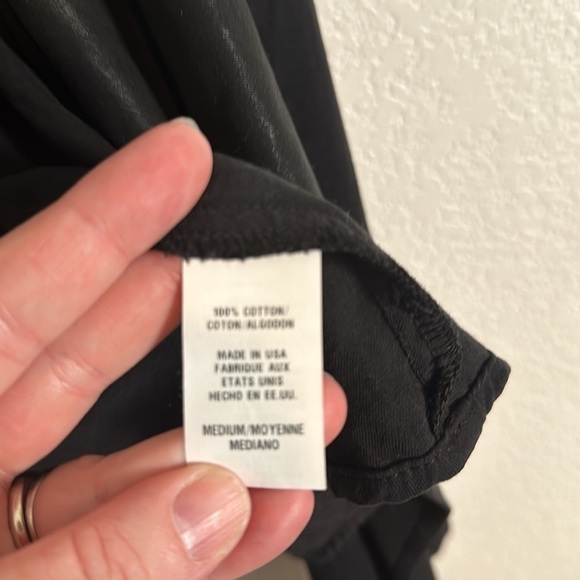 100% COTTON/
COTON/ALGODON
MADE IN USA
FABRIQUE AUX
ETATS UNIS
HECHO EN EE.UU.
MEDIUM/MOYENNE
MEDIANO